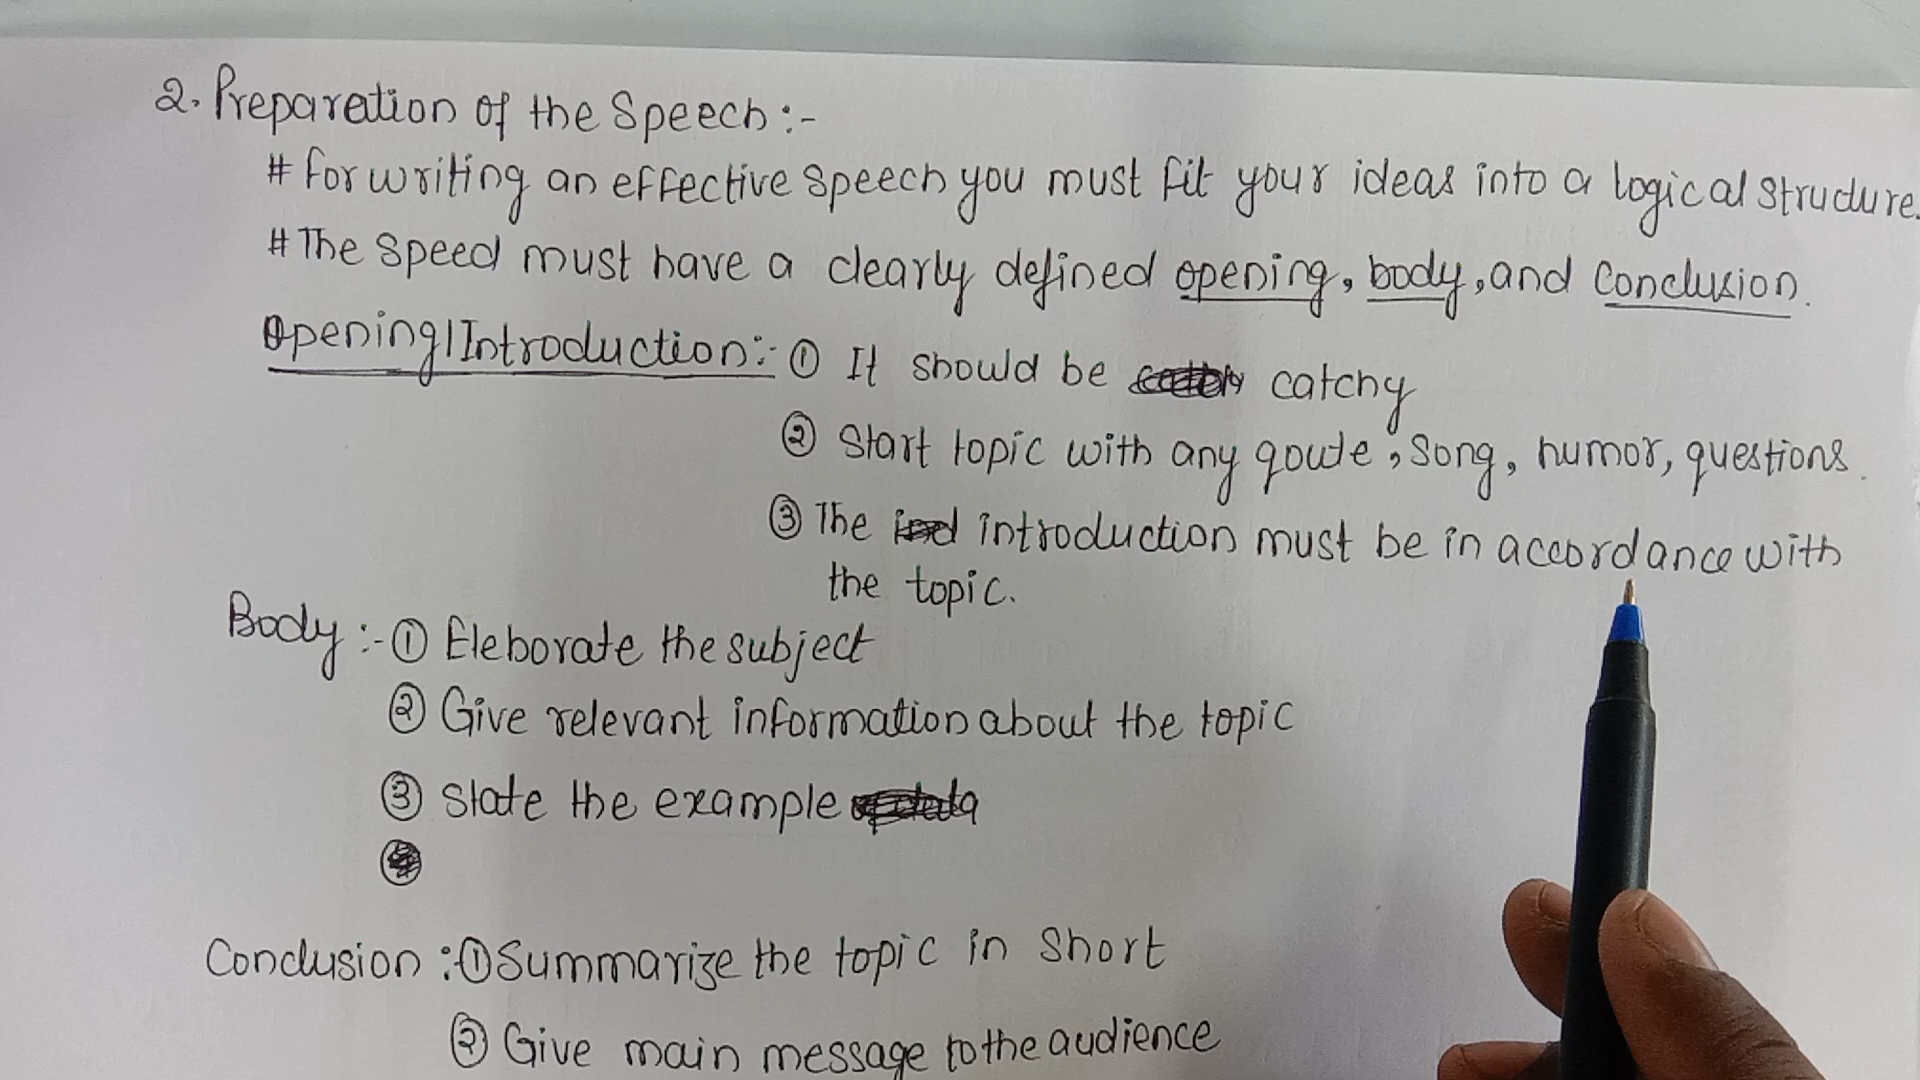 2. Preparation of the Speech :-
# For writing an effective speech you must fit your ideas into a logical structure.
# The speed must have a clearly defined opening, body, and conclusion.
Opening/Introduction :- ① It should be catchy
② Start topic with any qoute, song, humor, questions.
③ The introduction must be in accordance with
the topic.
Body :- ① Eleborate the subject
② Give relevant information about the topic
③ State the example
Conclusion :- ① Summarize the topic in short
② Give main message to the audience